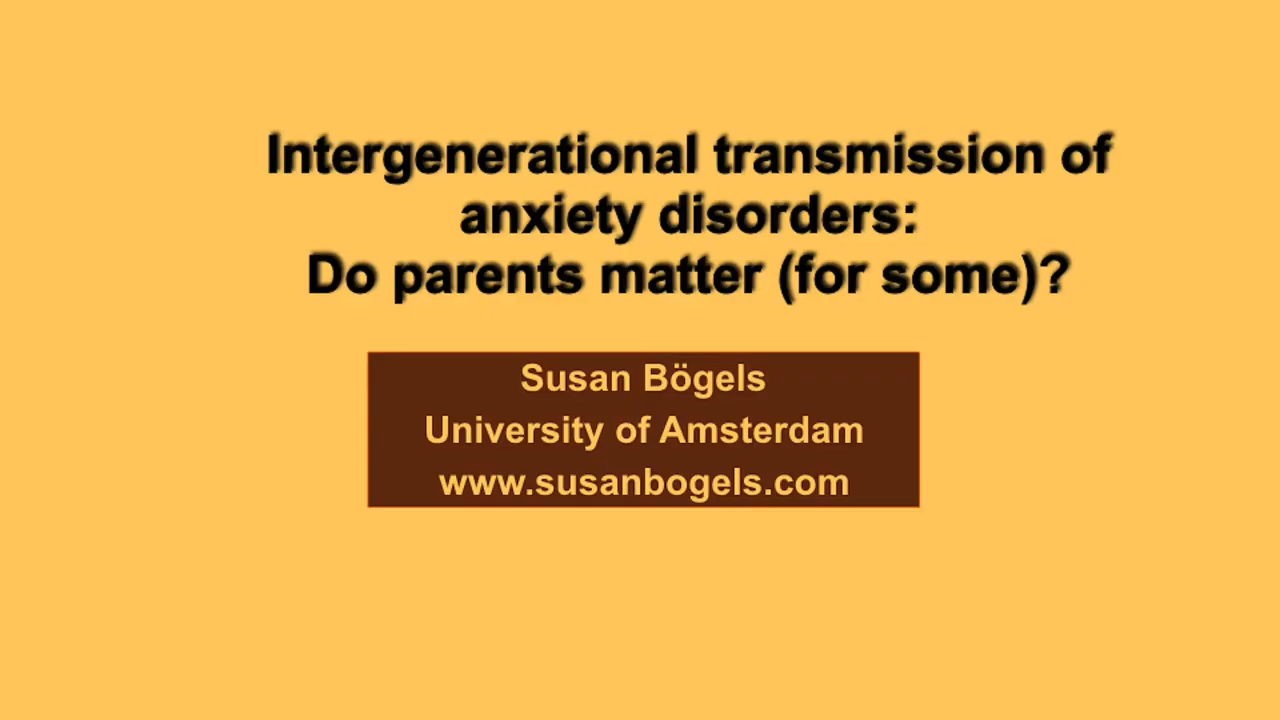 Intergenerational transmission of
anxiety disorders:
Do parents matter (for some)?
Susan Bögels
University of Amsterdam
www.susanbogels.com